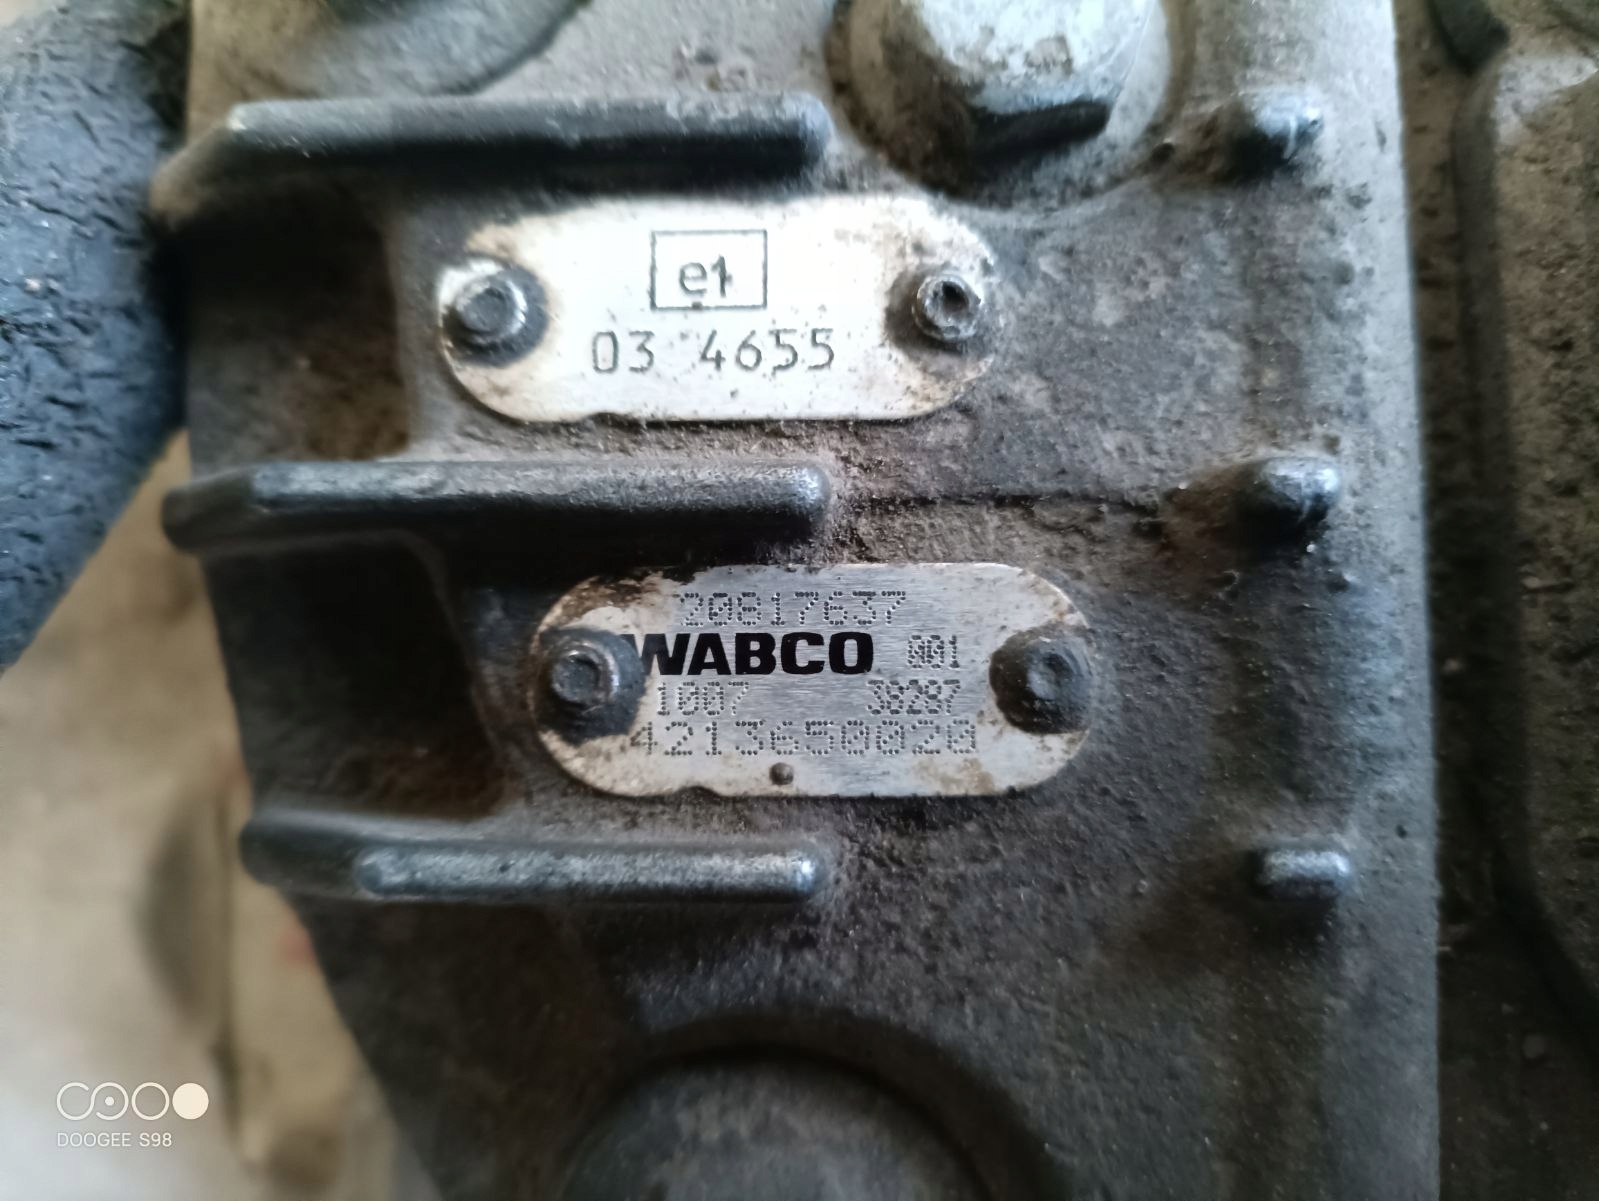 e1
03 4655
20817637
WABCO 001
1007 38287
4213650020
DOOGEE S98